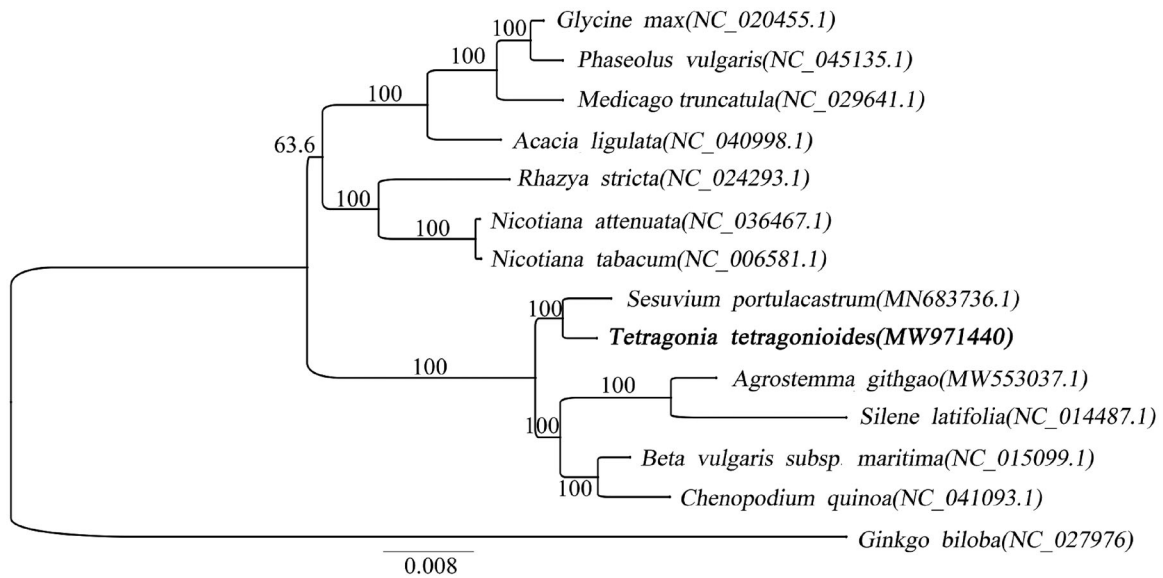 100 Glycine max(NC_020455.1)
100 Phaseolus vulgaris(NC_045135.1)
100 Medicago truncatula(NC_029641.1)
63.6 Acacia ligulata(NC_040998.1)
Rhazya stricta(NC_024293.1)
100
100 Nicotiana attenuata(NC_036467.1)
Nicotiana tabacum(NC_006581.1)
Sesuvium portulacastrum(MN683736.1)
100
Tetragonia tetragonioides(MW971440)
100 100 Agrostemma githgao(MW553037.1)
Silene latifolia(NC_014487.1)
100
Beta vulgaris subsp. maritima(NC_015099.1)
100 Chenopodium quinoa(NC_041093.1)
Ginkgo biloba(NC_027976)
0.008